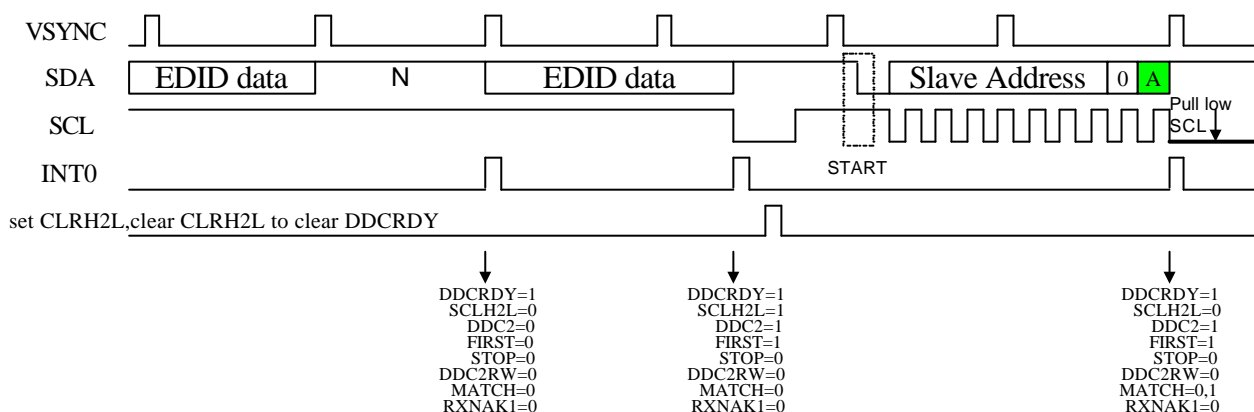 VSYNC
SDA EDID data N EDID data Slave Address 0 A
SCL Pull low
SCL
START
INT0
set CLRH2L,clear CLRH2L to clear DDCRDY
DDCRDY=1
SCLH2L=0
DDC2=0
FIRST=0
STOP=0
DDC2RW=0
MATCH=0
RXNAK1=0
DDCRDY=1
SCLH2L=1
DDC2=1
FIRST=1
STOP=0
DDC2RW=0
MATCH=0
RXNAK1=0
DDCRDY=1
SCLH2L=0
DDC2=1
FIRST=1
STOP=0
DDC2RW=0
MATCH=0,1
RXNAK1=0